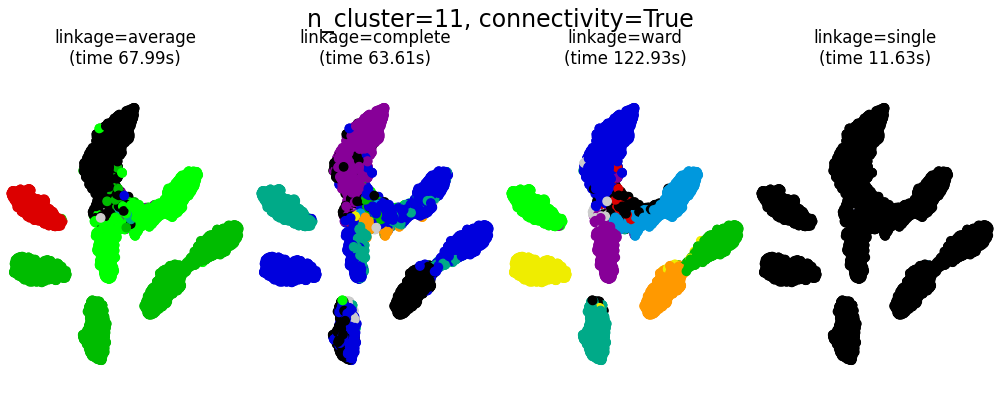 n_cluster=11, connectivity=True
linkage=average
(time 67.99s)
linkage=complete
(time 63.61s)
linkage=ward
(time 122.93s)
linkage=single
(time 11.63s)